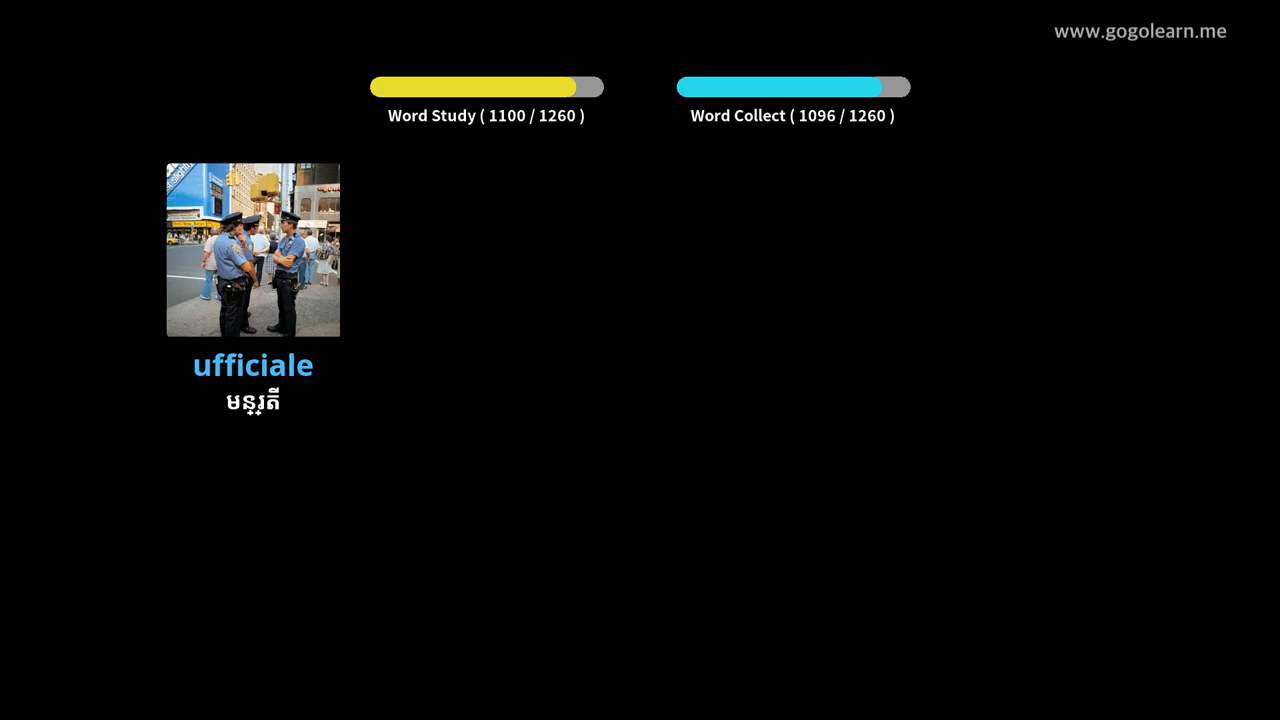 www.gogolearn.me
Word Study ( 1100 / 1260 )
Word Collect ( 1096 / 1260 )
ufficiale
មន្ត្រី